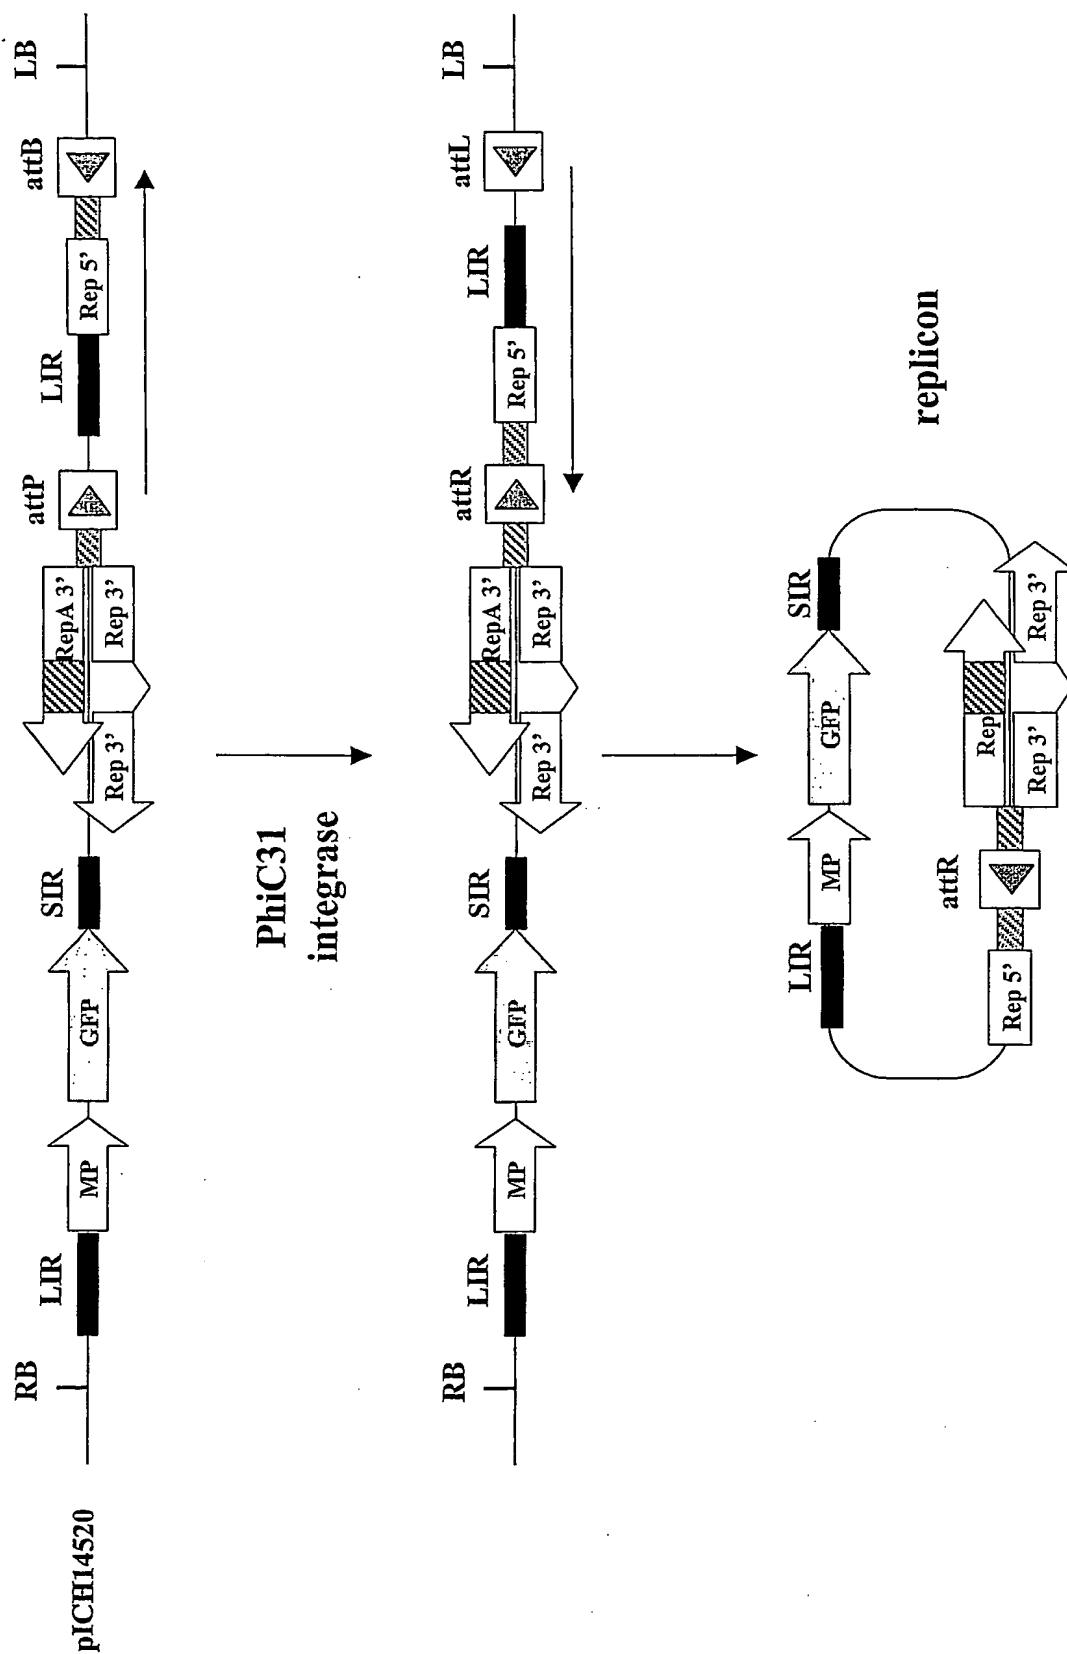 pICH14520
RB
LIR
MP
GFP
SIR
Rep 3'
RepA 3'
Rep 3'
attP
LIR
Rep 5'
attB
LB
PhiC31
integrase
RB
LIR
MP
GFP
SIR
Rep 3'
RepA 3'
Rep 3'
attR
Rep 5'
LIR
attL
LB
LIR
MP
GFP
SIR
replicon
Rep 5'
attR
Rep
Rep 3'
Rep 3'